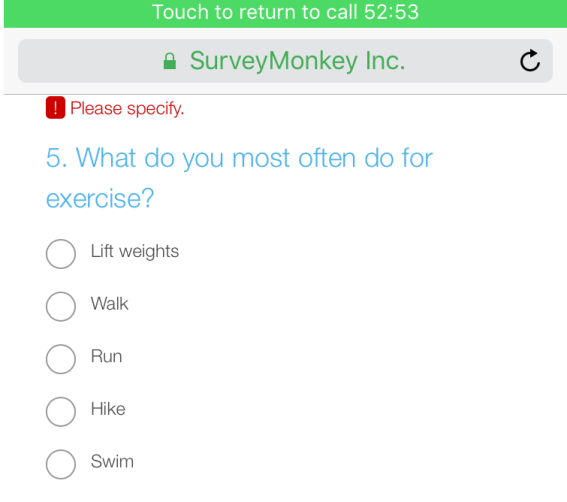 Touch to return to call 52:53
SurveyMonkey Inc.
! Please specify.
5. What do you most often do for
exercise?
Lift weights
Walk
Run
Hike
Swim